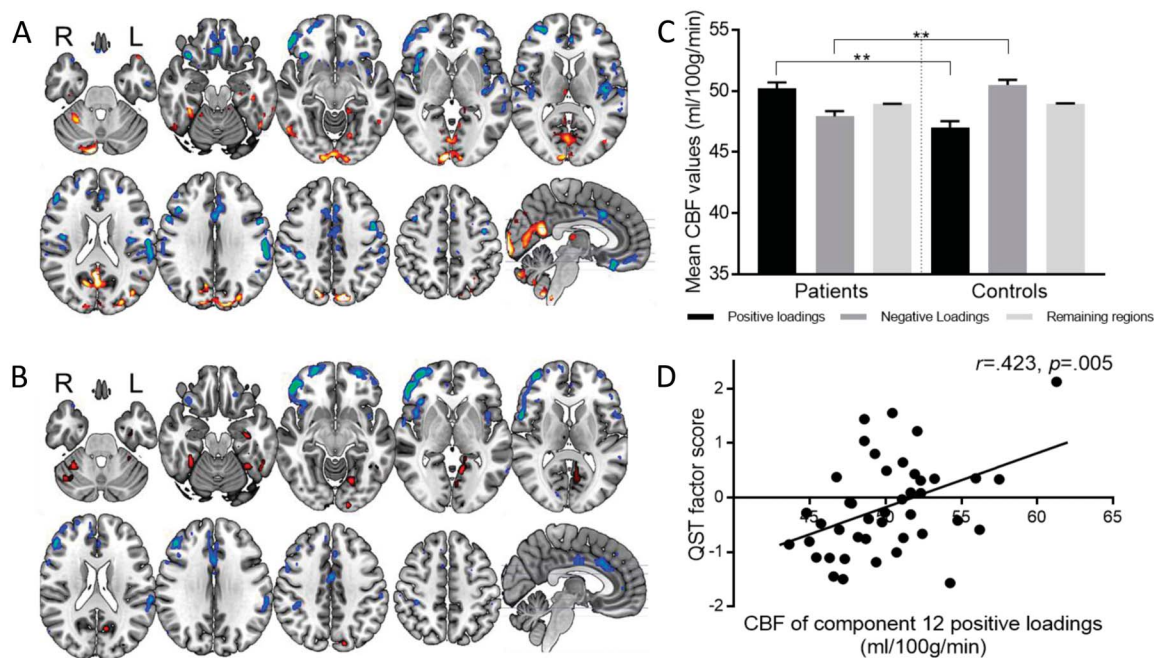 A
R L
B
R L
C
Mean CBF values (ml/100g/min)
55
50
45
40
35
**
**
Patients Controls
Positive loadings Negative Loadings Remaining regions
D
r=.423, p=.005
QST factor score
2
1
0
-1
-2
45 50 55 60 65
CBF of component 12 positive loadings
(ml/100g/min)